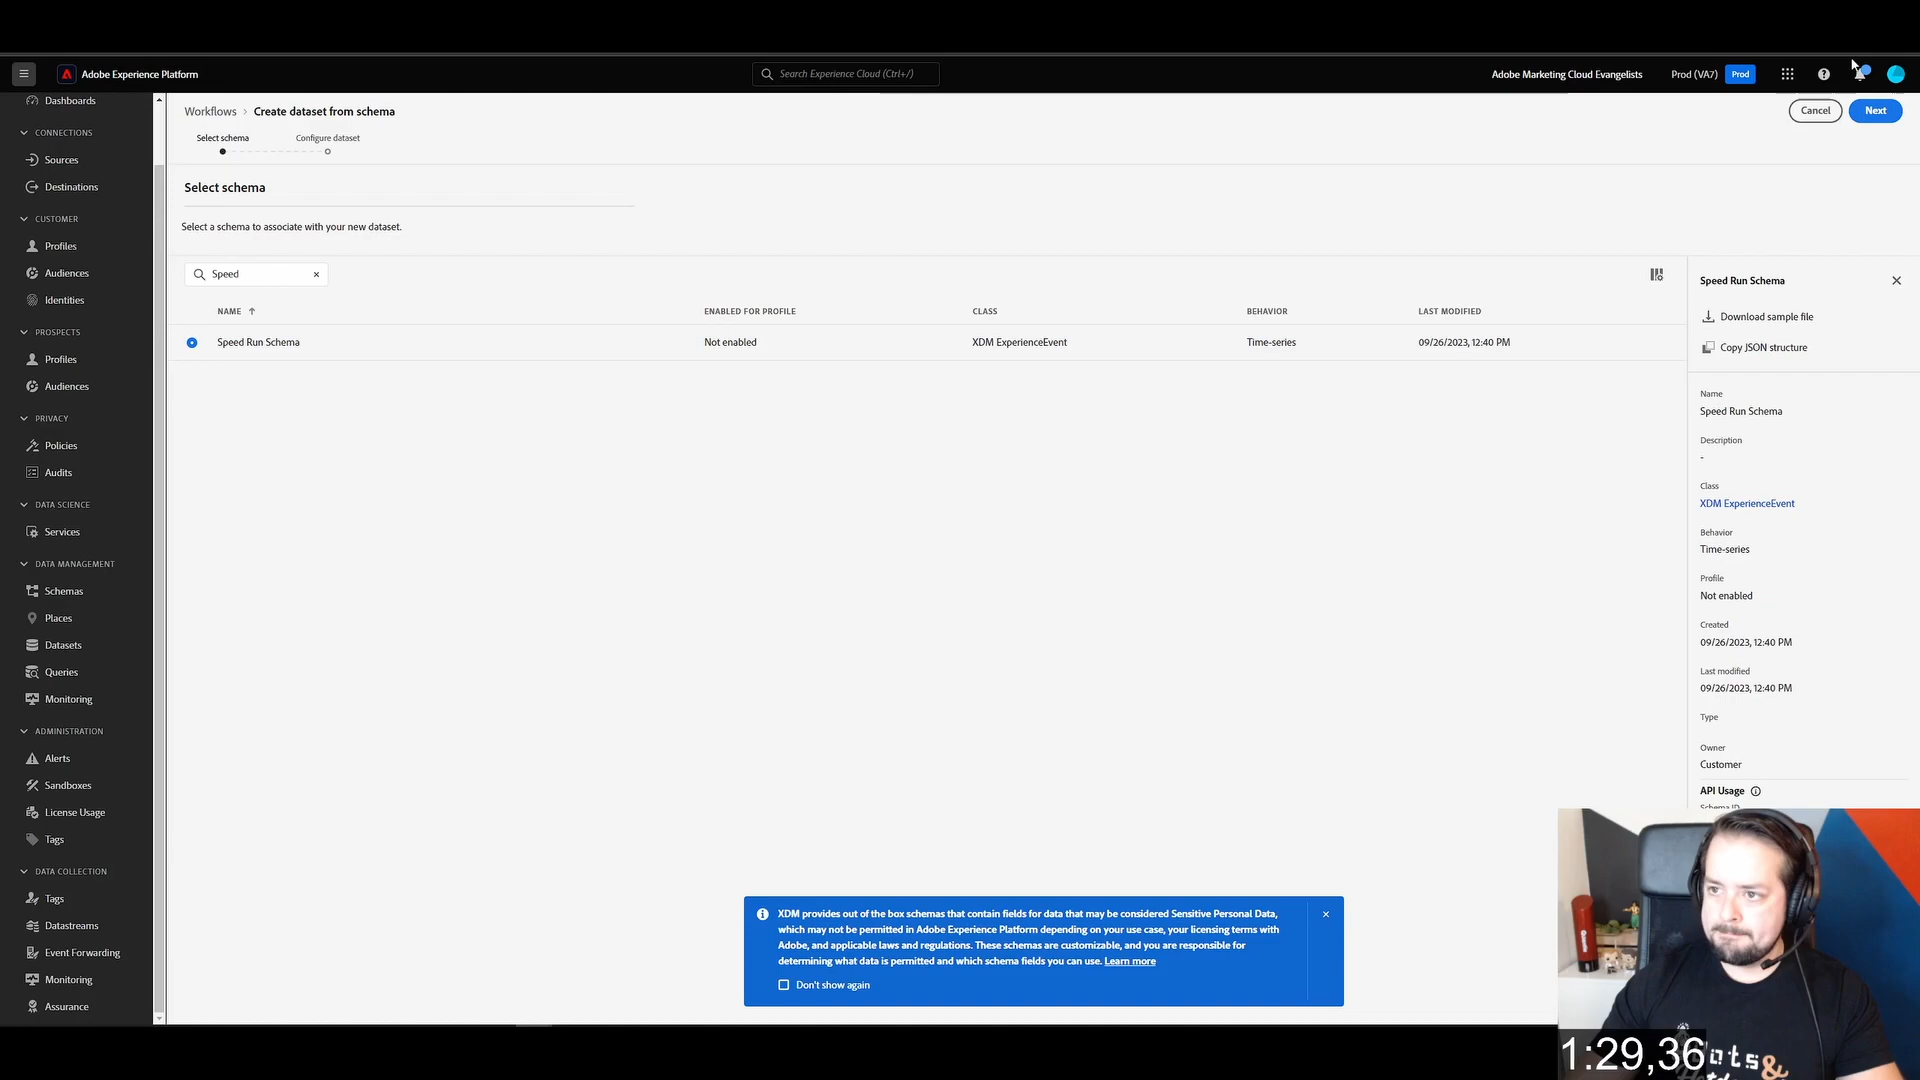 Adobe Experience Platform
Search Experience Cloud (Ctrl+/)
Adobe Marketing Cloud Evangelists
Prod (VA7)
Prod
Dashboards
CONNECTIONS
Sources
Destinations
CUSTOMER
Profiles
Audiences
Identities
PROSPECTS
Profiles
Audiences
PRIVACY
Policies
Audits
DATA SCIENCE
Services
DATA MANAGEMENT
Schemas
Places
Datasets
Queries
Monitoring
ADMINISTRATION
Alerts
Sandboxes
License Usage
Tags
DATA COLLECTION
Tags
Datastreams
Event Forwarding
Monitoring
Assurance
Workflows › Create dataset from schema
Cancel
Next
Select schema
Configure dataset
Select schema
Select a schema to associate with your new dataset.
Speed
NAME
ENABLED FOR PROFILE
CLASS
BEHAVIOR
LAST MODIFIED
Speed Run Schema
Not enabled
XDM ExperienceEvent
Time-series
09/26/2023, 12:40 PM
Speed Run Schema
Download sample file
Copy JSON structure
Name
Speed Run Schema
Description
-
Class
XDM ExperienceEvent
Behavior
Time-series
Profile
Not enabled
Created
09/26/2023, 12:40 PM
Last modified
09/26/2023, 12:40 PM
Type
Owner
Customer
API Usage
Schema ID
XDM provides out of the box schemas that contain fields for data that may be considered Sensitive Personal Data,
which may not be permitted in Adobe Experience Platform depending on your use case, your licensing terms with
Adobe, and applicable laws and regulations. These schemas are customizable, and you are responsible for
determining what data is permitted and which schema fields you can use. Learn more
Don't show again
1:29,36